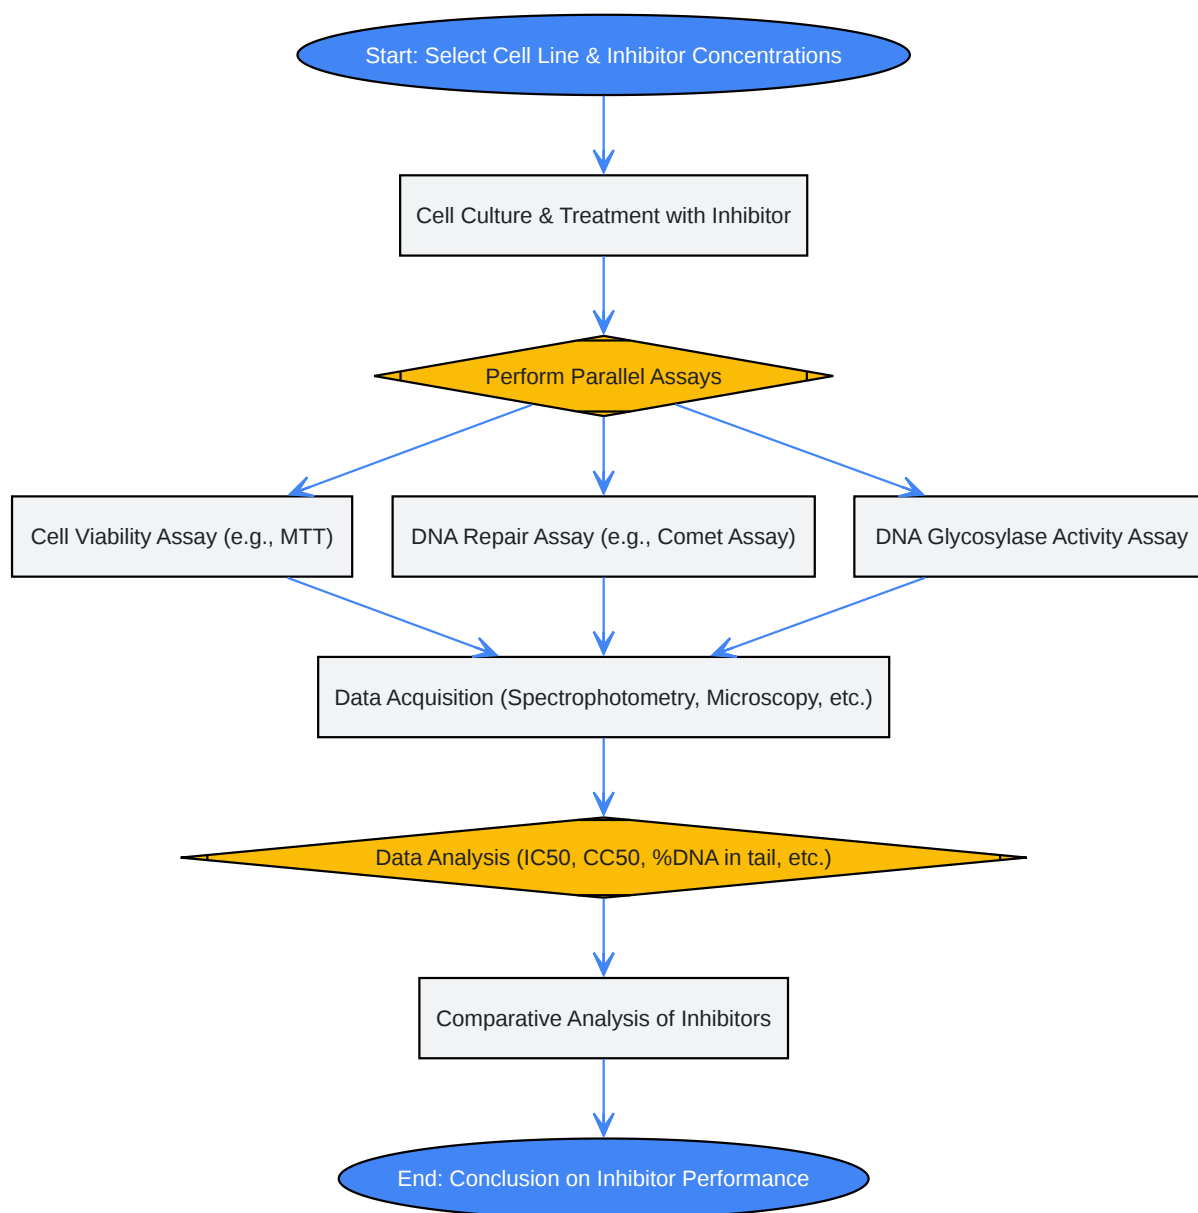 Start: Select Cell Line & Inhibitor Concentrations
Cell Culture & Treatment with Inhibitor
Perform Parallel Assays
Cell Viability Assay (e.g., MTT)
DNA Repair Assay (e.g., Comet Assay)
DNA Glycosylase Activity Assay
Data Acquisition (Spectrophotometry, Microscopy, etc.)
Data Analysis (IC50, CC50, %DNA in tail, etc.)
Comparative Analysis of Inhibitors
End: Conclusion on Inhibitor Performance